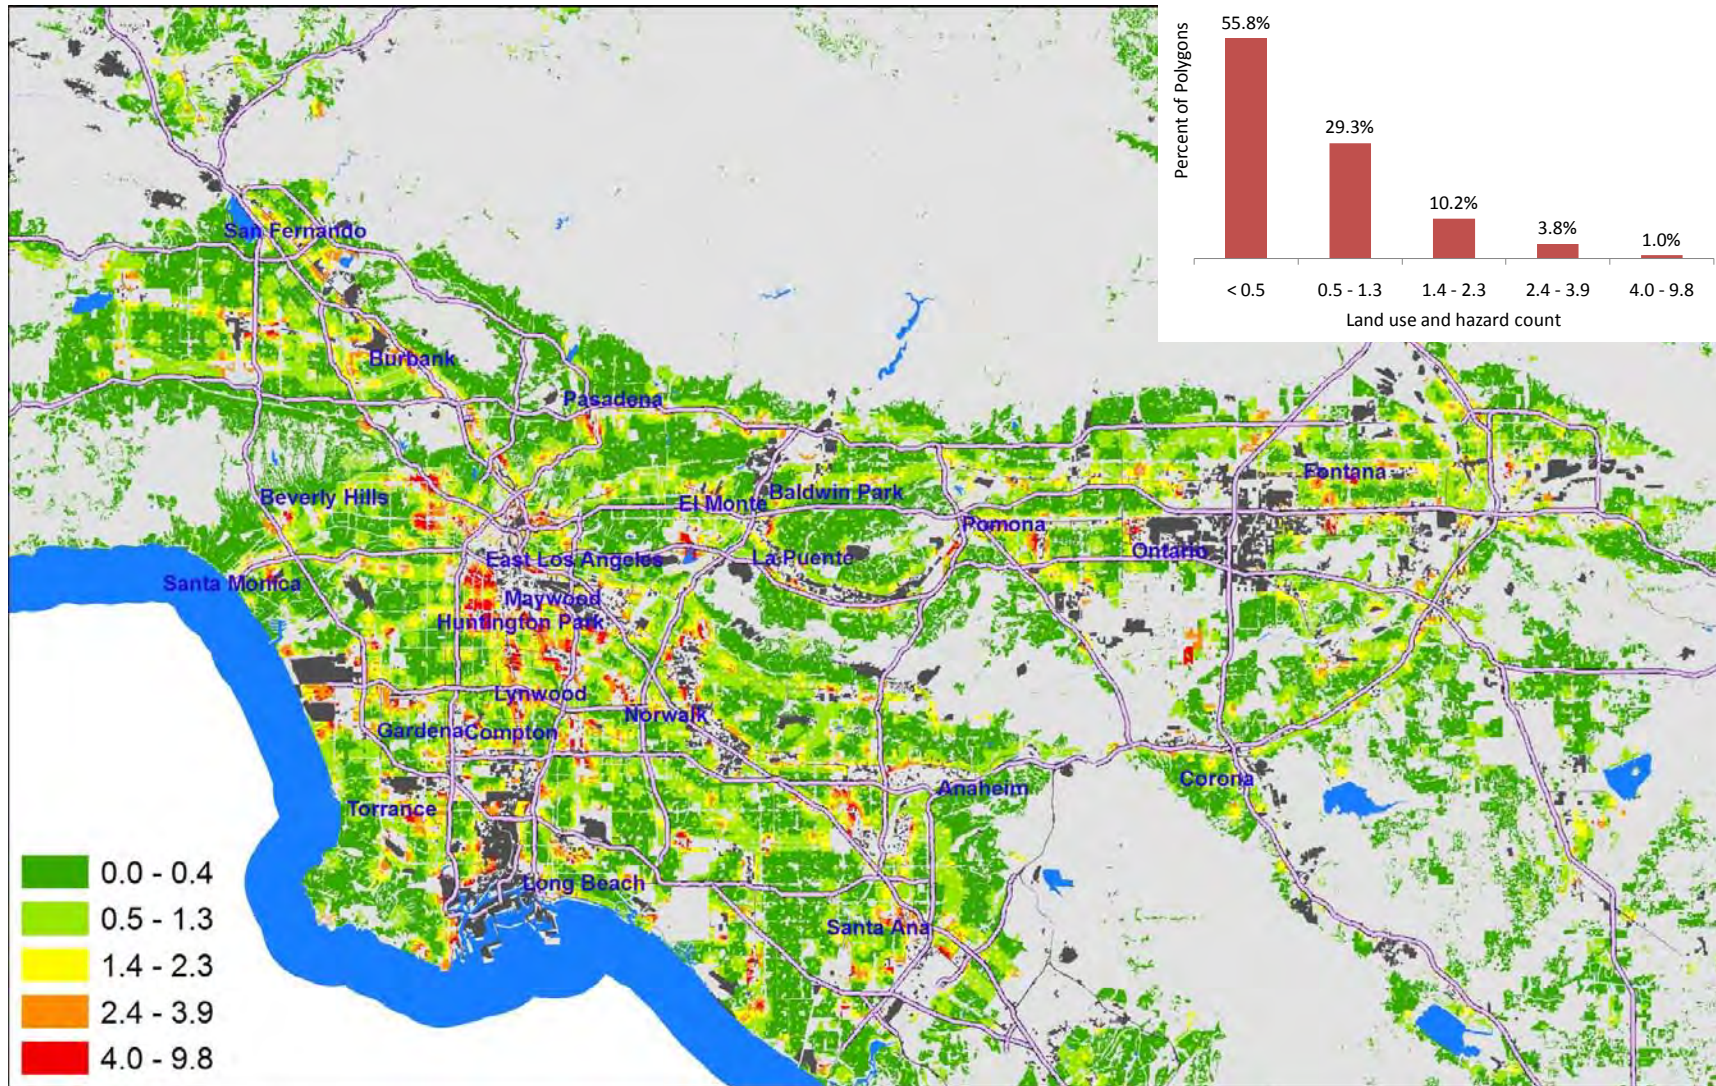 55.8%
29.3%
10.2%
3.8%
1.0%
Percent of Polygons
< 0.5
0.5 - 1.3
1.4 - 2.3
2.4 - 3.9
4.0 - 9.8
Land use and hazard count
San Fernando
Burbank
Pasadena
Beverly Hills
El Monte
Baldwin Park
Fontana
Pomona
Ontario
East Los Angeles
La Puente
Santa Monica
Maywood
Huntington Park
Lynwood
Norwalk
Gardena
Compton
Torrance
Anaheim
Corona
Long Beach
Santa Ana
0.0 - 0.4
0.5 - 1.3
1.4 - 2.3
2.4 - 3.9
4.0 - 9.8